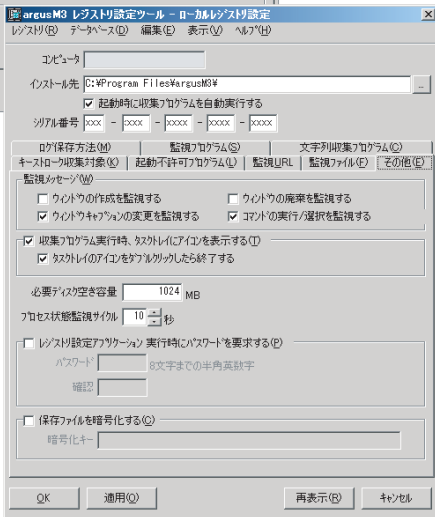 argusM3 レジストリ設定ツール － ローカルレジストリ設定
レジストリ(R) データベース(D) 編集(E) 表示(V) ヘルプ(H)
コンピュータ
インストール先 C:¥Program Files¥argusM3¥ ...
起動時に収集プログラムを自動実行する
シリアル番号 xxx - xxxx - xxxx - xxxx - xxxx
ログ保存方法(M) 監視プログラム(S) 文字列収集プログラム(G)
キーストローク収集対象(K) 起動不許可プログラム(L) 監視URL 監視ファイル(F) その他(E)
監視メッセージ(W)
ウィンドウの作成を監視する ウィンドウの廃棄を監視する
ウィンドウキャプションの変更を監視する コマンドの実行/選択を監視する
収集プログラム実行時、タスクトレイにアイコンを表示する(T)
タスクトレイのアイコンをダブルクリックしたら終了する
必要ディスク空き容量 1024 MB
プロセス状態監視サイクル 10 秒
レジストリ設定アプリケーション 実行時にパスワードを要求する(P)
パスワード 8文字までの半角英数字
確認
保存ファイルを暗号化する(C)
暗号化キー
OK 適用(O) 再表示(R) キャンセル